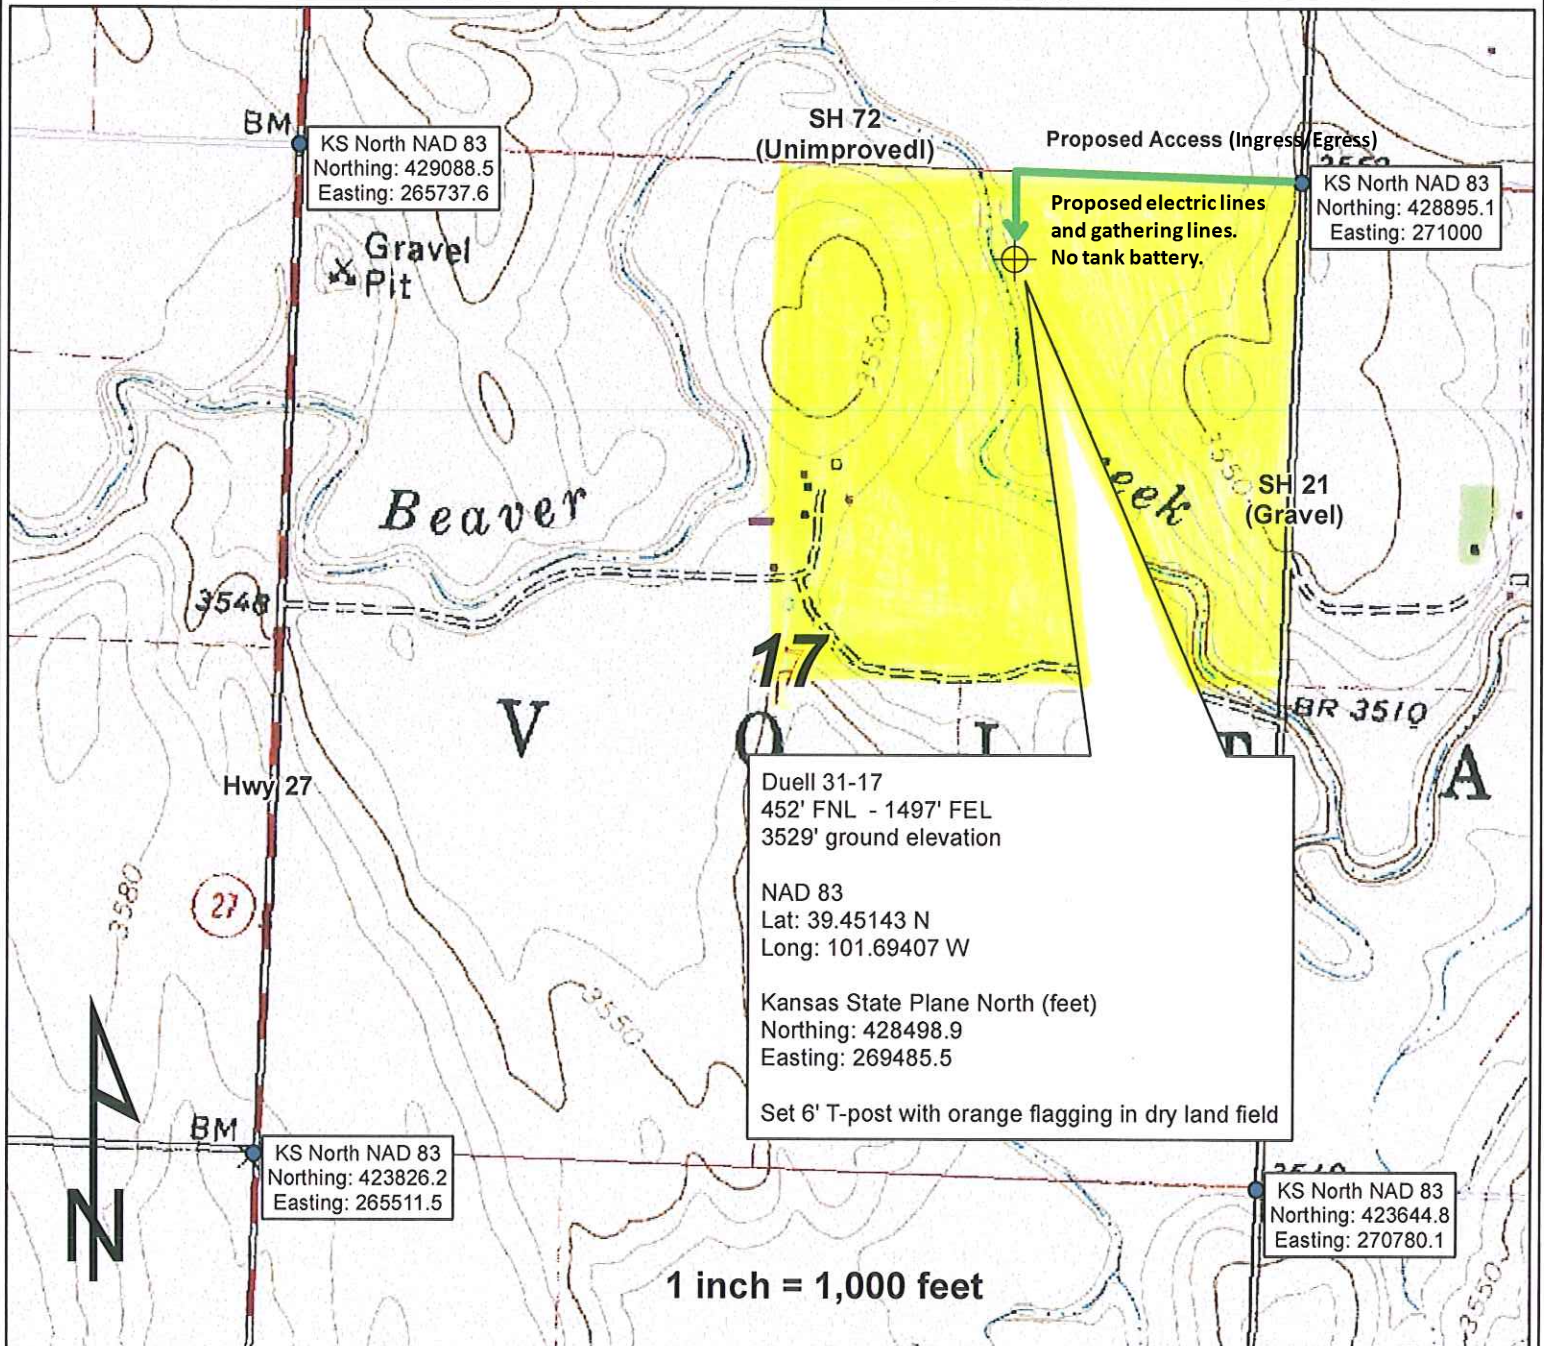 BM
KS North NAD 83
Northing: 429088.5
Easting: 265737.6
SH 72
(Unimprovedl)
Proposed Access (Ingress/Egress)
KS North NAD 83
Northing: 428895.1
Easting: 271000
Proposed electric lines
and gathering lines.
No tank battery.
Gravel
Pit
3550
3550
Beaver
eek
SH 21
(Gravel)
3548
17
BR 3510
V
O
L
T
A
Hwy 27
27
3580
3550
Duell 31-17
452' FNL - 1497' FEL
3529' ground elevation
NAD 83
Lat: 39.45143 N
Long: 101.69407 W
Kansas State Plane North (feet)
Northing: 428498.9
Easting: 269485.5
Set 6' T-post with orange flagging in dry land field
BM
KS North NAD 83
Northing: 423826.2
Easting: 265511.5
KS North NAD 83
Northing: 423644.8
Easting: 270780.1
N
1 inch = 1,000 feet
3550